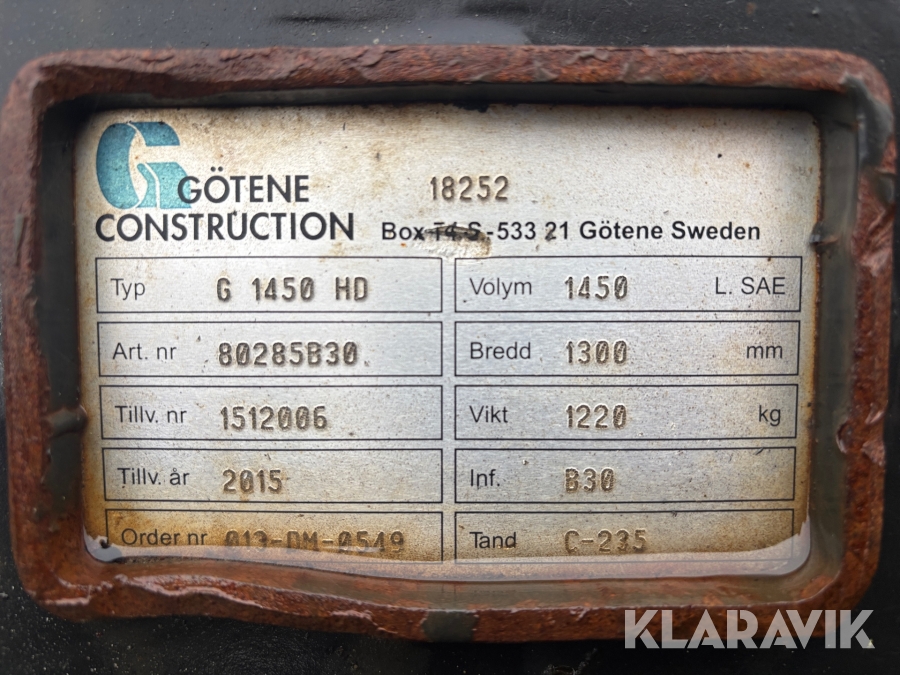 GÖTENE
CONSTRUCTION
18252
Box T4 S-533 21 Götene Sweden
Typ G 1450 HD
Volym 1450 L. SAE
Art. nr 80285B30
Bredd 1300 mm
Tillv. nr 1512006
Vikt 1220 kg
Tillv. år 2015
Inf. B30
Order nr 013-DM-0549
Tand C-235
KLARAVIK